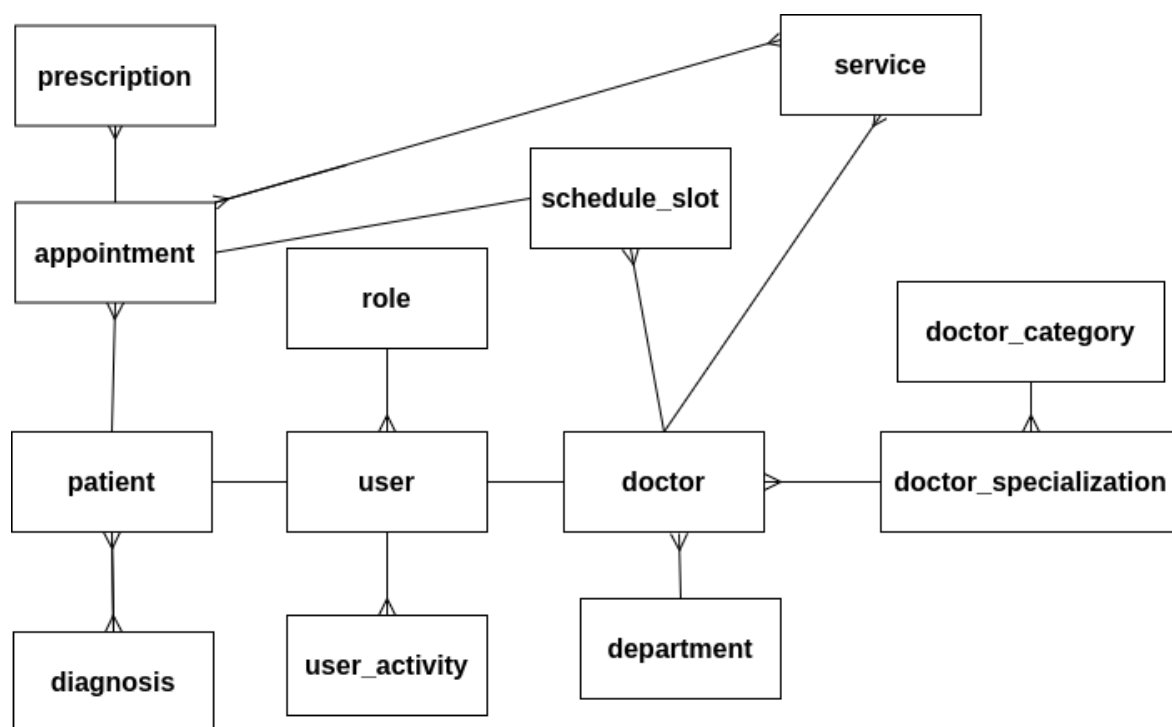 service
prescription
schedule_slot
appointment
role
doctor_category
patient
user
doctor
doctor_specialization
department
user_activity
diagnosis